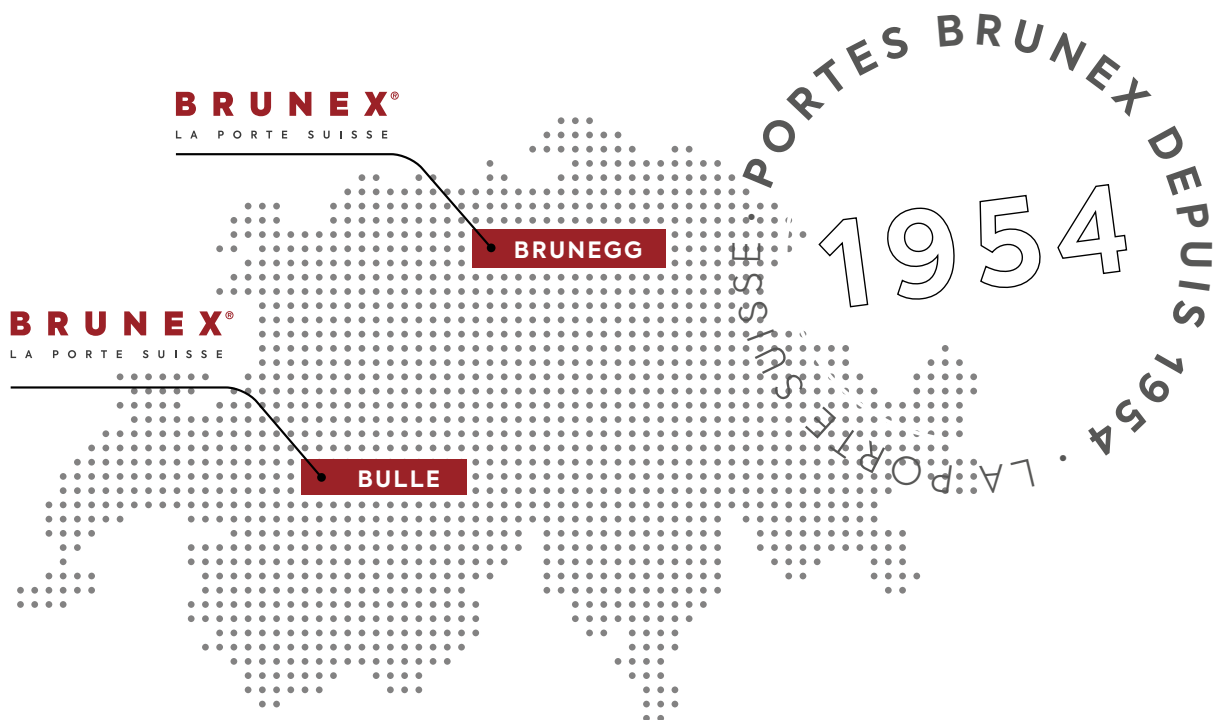 BRUNEX®
LA PORTE SUISSE
BRUNEGG
BRUNEX®
LA PORTE SUISSE
BULLE
PORTES BRUNEX DEPUIS 1954 · LA PORTE SUISSE ·
1954